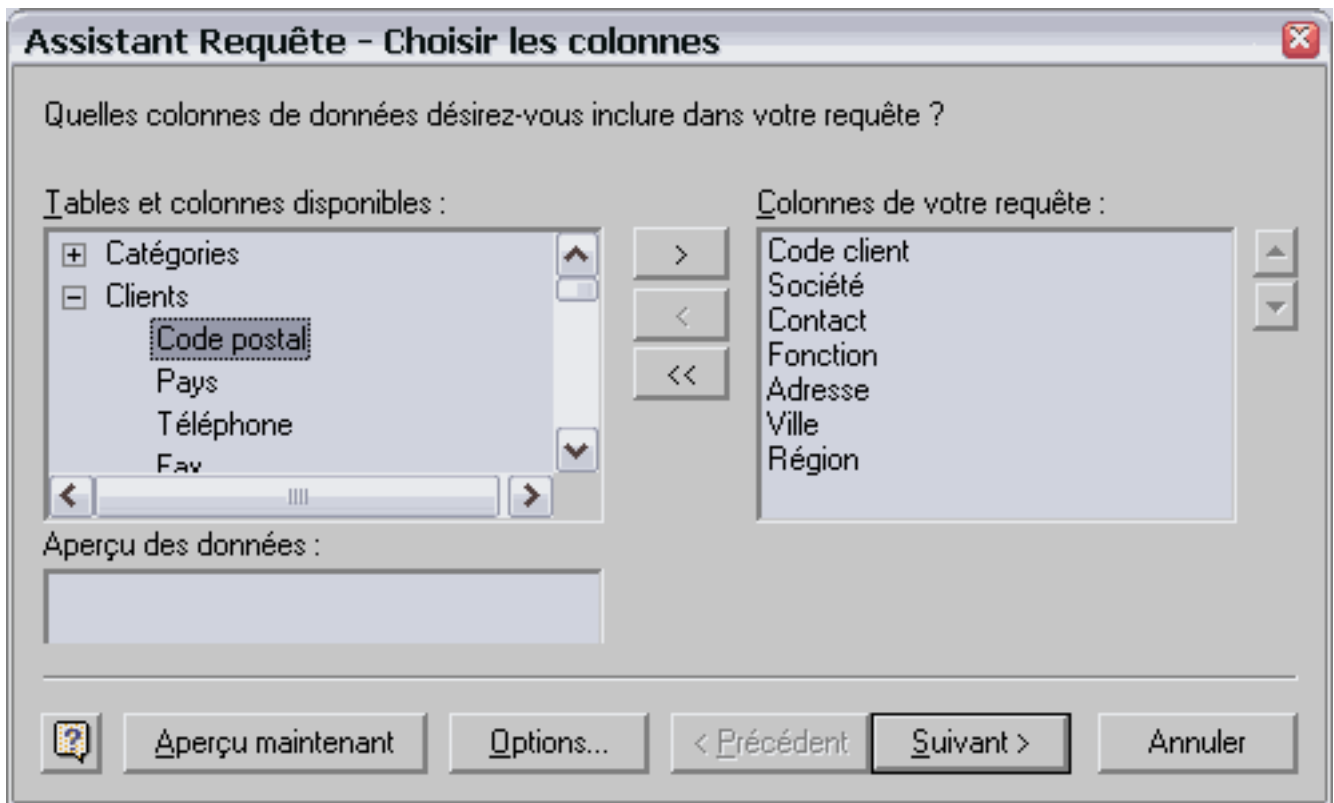 Assistant Requête - Choisir les colonnes
Quelles colonnes de données désirez-vous inclure dans votre requête ?
Tables et colonnes disponibles :
Catégories
Clients
Code postal
Pays
Téléphone
Fax
>
<
<<
Colonnes de votre requête :
Code client
Société
Contact
Fonction
Adresse
Ville
Région
Aperçu des données :
Aperçu maintenant
Options...
< Précédent
Suivant >
Annuler